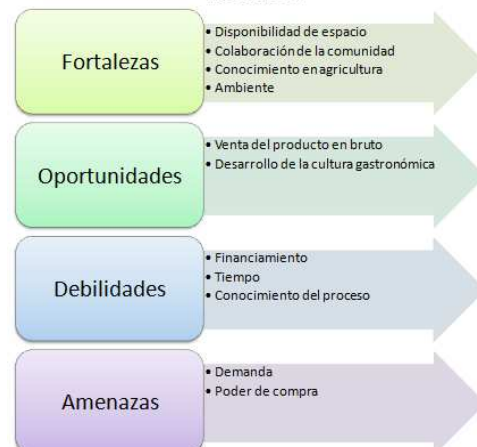 Fortalezas
• Disponibilidad de espacio
• Colaboración de la comunidad
• Conocimiento en agricultura
• Ambiente
Oportunidades
• Venta del producto en bruto
• Desarrollo de la cultura gastronómica
Debilidades
• Financiamiento
• Tiempo
• Conocimiento del proceso
Amenazas
• Demanda
• Poder de compra